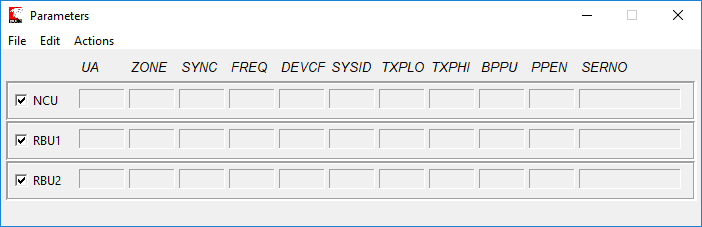 Parameters
File Edit Actions
UA ZONE SYNC FREQ DEVCF SYSID TXPLO TXPHI BPPU PPEN SERNO
NCU
RBU1
RBU2